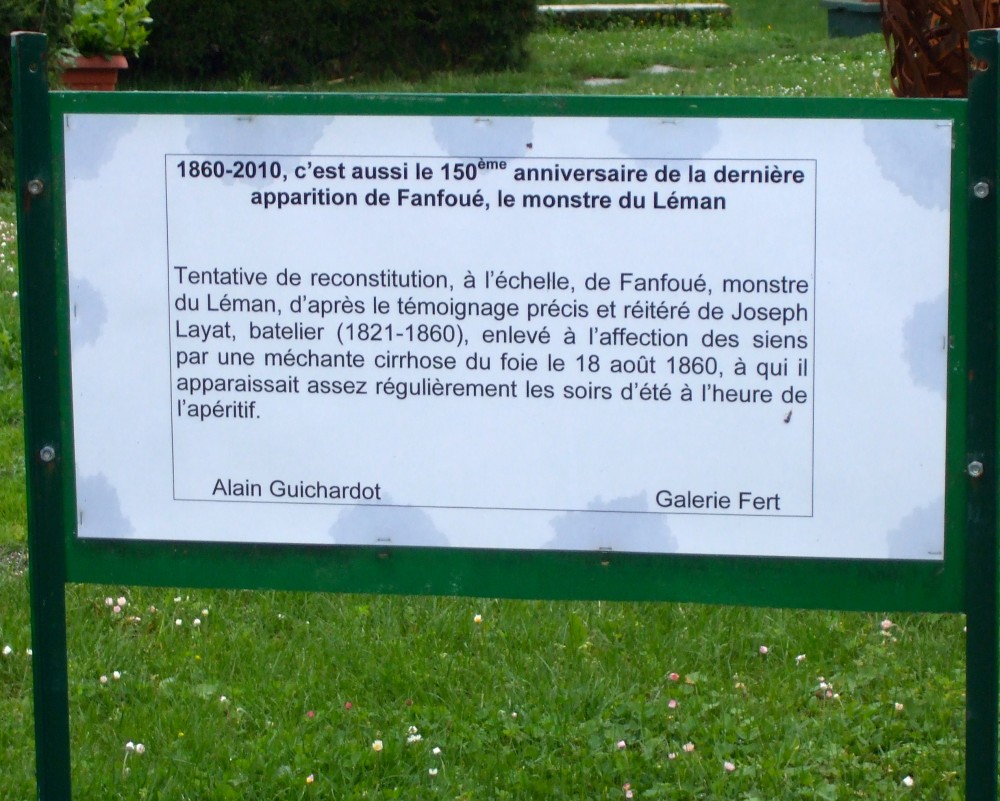 1860-2010, c’est aussi le 150ème anniversaire de la dernière
apparition de Fanfoué, le monstre du Léman
Tentative de reconstitution, à l’échelle, de Fanfoué, monstre
du Léman, d’après le témoignage précis et réitéré de Joseph
Layat, batelier (1821-1860), enlevé à l’affection des siens
par une méchante cirrhose du foie le 18 août 1860, à qui il
apparaissait assez régulièrement les soirs d’été à l’heure de
l’apéritif.
Alain Guichardot
Galerie Fert